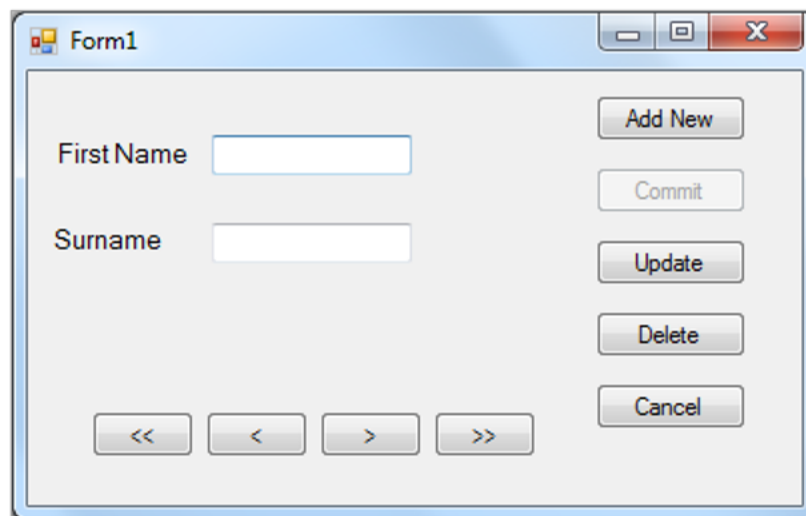 Form1
First Name
Surname
Add New
Commit
Update
Delete
Cancel
<< < > >>